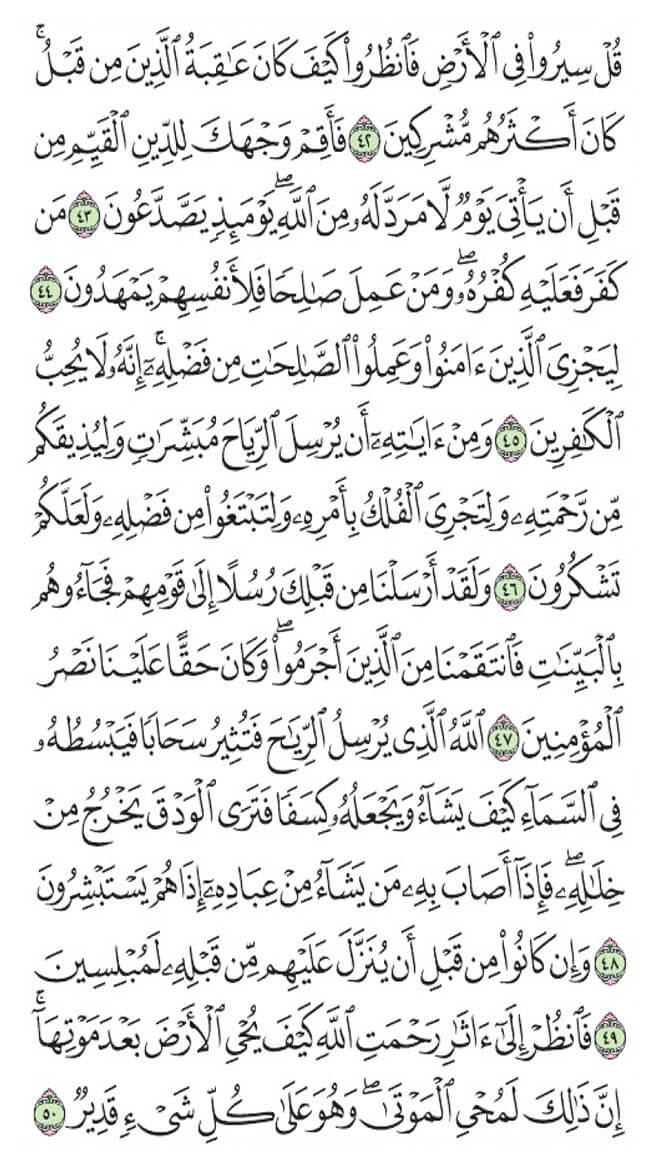 قُلۡ سِيرُواْ فِي ٱلۡأَرۡضِ فَٱنظُرُواْ كَيۡفَ كَانَ عَٰقِبَةُ ٱلَّذِينَ مِن قَبۡلُۚ
كَانَ أَكۡثَرُهُم مُّشۡرِكِينَ ٤٢ فَأَقِمۡ وَجۡهَكَ لِلدِّينِ ٱلۡقَيِّمِ مِن
قَبۡلِ أَن يَأۡتِيَ يَوۡمٞ لَّا مَرَدَّ لَهُۥ مِنَ ٱللَّهِۖ يَوۡمَئِذٖ يَصَّدَّعُونَ ٤٣ مَن
كَفَرَ فَعَلَيۡهِ كُفۡرُهُۥۖ وَمَنۡ عَمِلَ صَٰلِحٗا فَلِأَنفُسِهِمۡ يَمۡهَدُونَ ٤٤
لِيَجۡزِيَ ٱلَّذِينَ ءَامَنُواْ وَعَمِلُواْ ٱلصَّٰلِحَٰتِ مِن فَضۡلِهِۦٓۚ إِنَّهُۥ لَا يُحِبُّ
ٱلۡكَٰفِرِينَ ٤٥ وَمِنۡ ءَايَٰتِهِۦٓ أَن يُرۡسِلَ ٱلرِّيَاحَ مُبَشِّرَٰتٖ وَلِيُذِيقَكُم
مِّن رَّحۡمَتِهِۦ وَلِتَجۡرِيَ ٱلۡفُلۡكُ بِأَمۡرِهِۦ وَلِتَبۡتَغُواْ مِن فَضۡلِهِۦ وَلَعَلَّكُمۡ
تَشۡكُرُونَ ٤٦ وَلَقَدۡ أَرۡسَلۡنَا مِن قَبۡلِكَ رُسُلًا إِلَىٰ قَوۡمِهِمۡ فَجَآءُوهُم
بِٱلۡبَيِّنَٰتِ فَٱنتَقَمۡنَا مِنَ ٱلَّذِينَ أَجۡرَمُواْۖ وَكَانَ حَقًّا عَلَيۡنَا نَصۡرُ
ٱلۡمُؤۡمِنِينَ ٤٧ ٱللَّهُ ٱلَّذِي يُرۡسِلُ ٱلرِّيَٰحَ فَتُثِيرُ سَحَابٗا فَيَبۡسُطُهُۥ
فِي ٱلسَّمَآءِ كَيۡفَ يَشَآءُ وَيَجۡعَلُهُۥ كِسَفٗا فَتَرَى ٱلۡوَدۡقَ يَخۡرُجُ مِنۡ
خِلَٰلِهِۦۖ فَإِذَآ أَصَابَ بِهِۦ مَن يَشَآءُ مِنۡ عِبَادِهِۦٓ إِذَا هُمۡ يَسۡتَبۡشِرُونَ
٤٨ وَإِن كَانُواْ مِن قَبۡلِ أَن يُنَزَّلَ عَلَيۡهِم مِّن قَبۡلِهِۦ لَمُبۡلِسِينَ
٤٩ فَٱنظُرۡ إِلَىٰٓ ءَاثَٰرِ رَحۡمَتِ ٱللَّهِ كَيۡفَ يُحۡيِ ٱلۡأَرۡضَ بَعۡدَ مَوۡتِهَآۚ
إِنَّ ذَٰلِكَ لَمُحۡيِ ٱلۡمَوۡتَىٰۖ وَهُوَ عَلَىٰ كُلِّ شَيۡءٖ قَدِيرٞ ٥٠